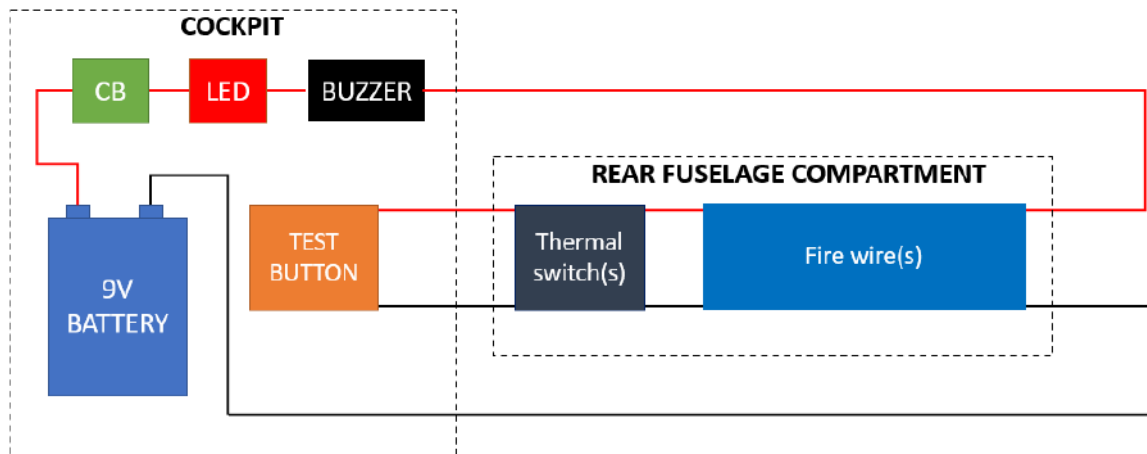 COCKPIT
CB
LED
BUZZER
REAR FUSELAGE COMPARTMENT
TEST
BUTTON
Thermal
switch(s)
Fire wire(s)
9V
BATTERY